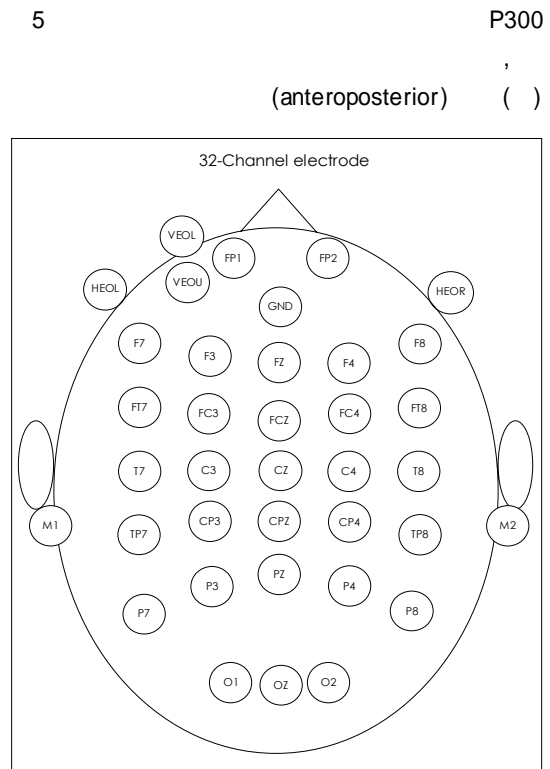 5 P300
,
(anteroposterior) ( )
32-Channel electrode
VEOL
FP1 FP2
HEOL VEOU HEOR
GND
F7 F3 FZ F4 F8
FT7 FC3 FCZ FC4 FT8
T7 C3 CZ C4 T8
M1 TP7 CP3 CPZ CP4 TP8 M2
P7 P3 PZ P4 P8
O1 OZ O2